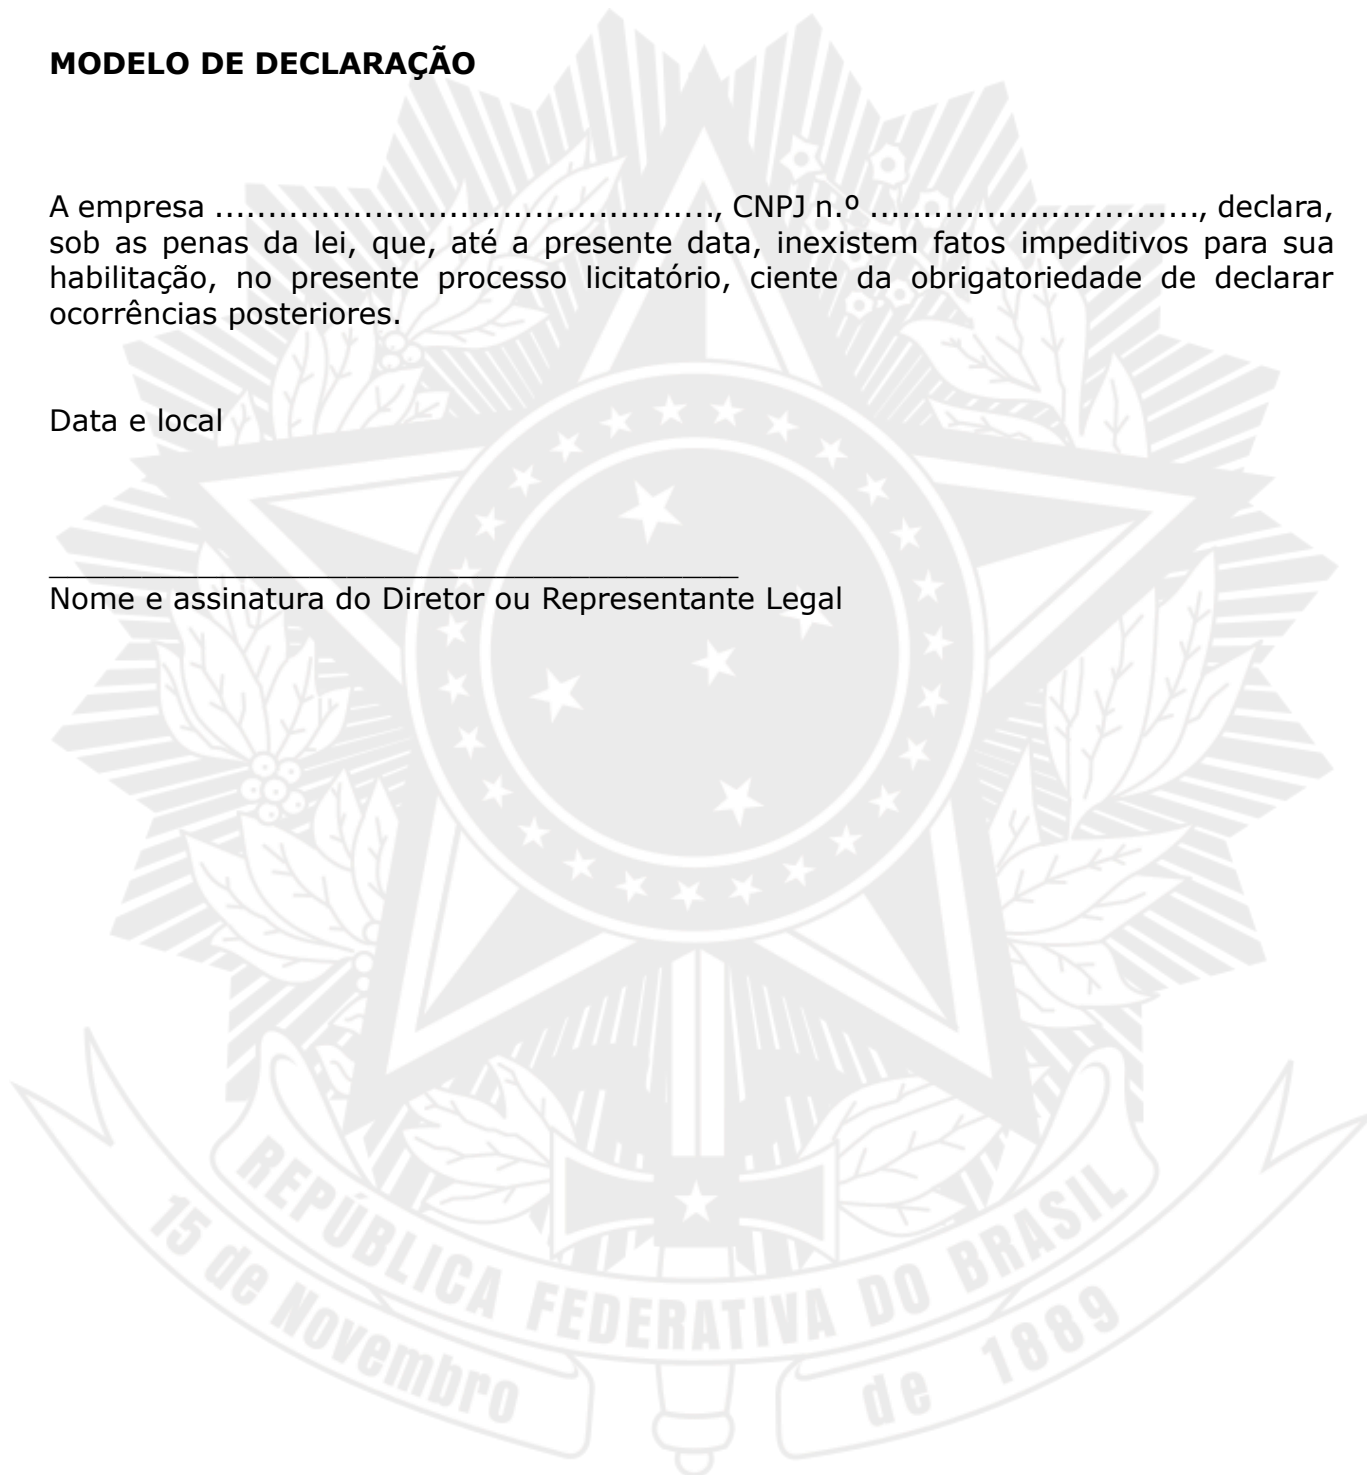 MODELO DE DECLARAÇÃO
A empresa ..............................................., CNPJ n.º ..............................., declara,
sob as penas da lei, que, até a presente data, inexistem fatos impeditivos para sua
habilitação, no presente processo licitatório, ciente da obrigatoriedade de declarar
ocorrências posteriores.
Data e local
_____________________________________________
Nome e assinatura do Diretor ou Representante Legal
REPÚBLICA FEDERATIVA DO BRASIL
15 de Novembro de 1889